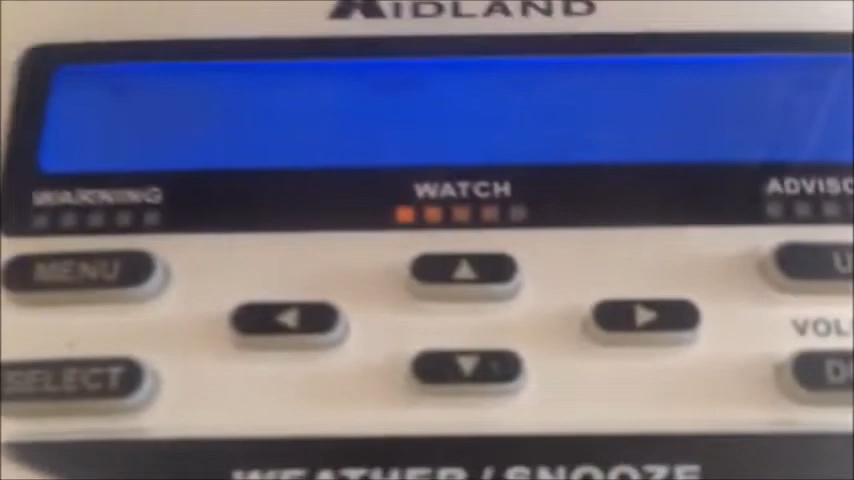 MIDLAND
WARNING WATCH ADVISO
MENU U
VOL
SELECT D
WEATHER/SNOOZE